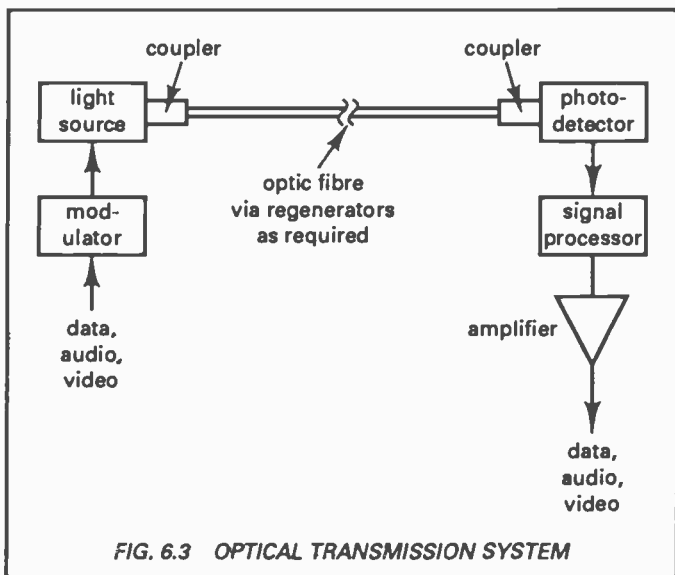 coupler
coupler
light
source
photo-
detector
optic fibre
via regenerators
as required
mod-
ulator
signal
processor
data,
audio,
video
amplifier
data,
audio,
video
FIG. 6.3 OPTICAL TRANSMISSION SYSTEM